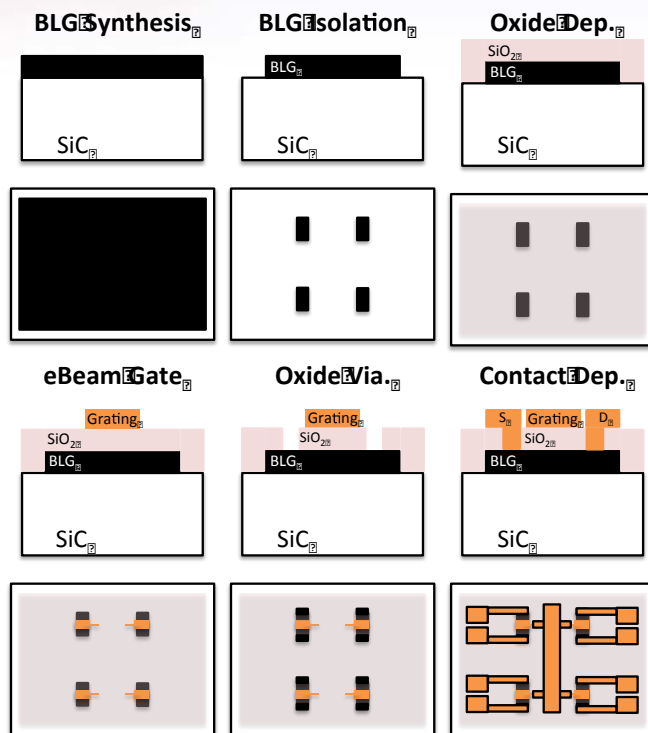 BLG Synthesis
BLG Isolation
Oxide Dep.
SiC
BLG
SiC
SiO2
BLG
SiC
eBeam Gate
Oxide Via.
Contact Dep.
Grating
SiO2
BLG
SiC
Grating
SiO2
BLG
SiC
S
Grating
D
SiO2
BLG
SiC